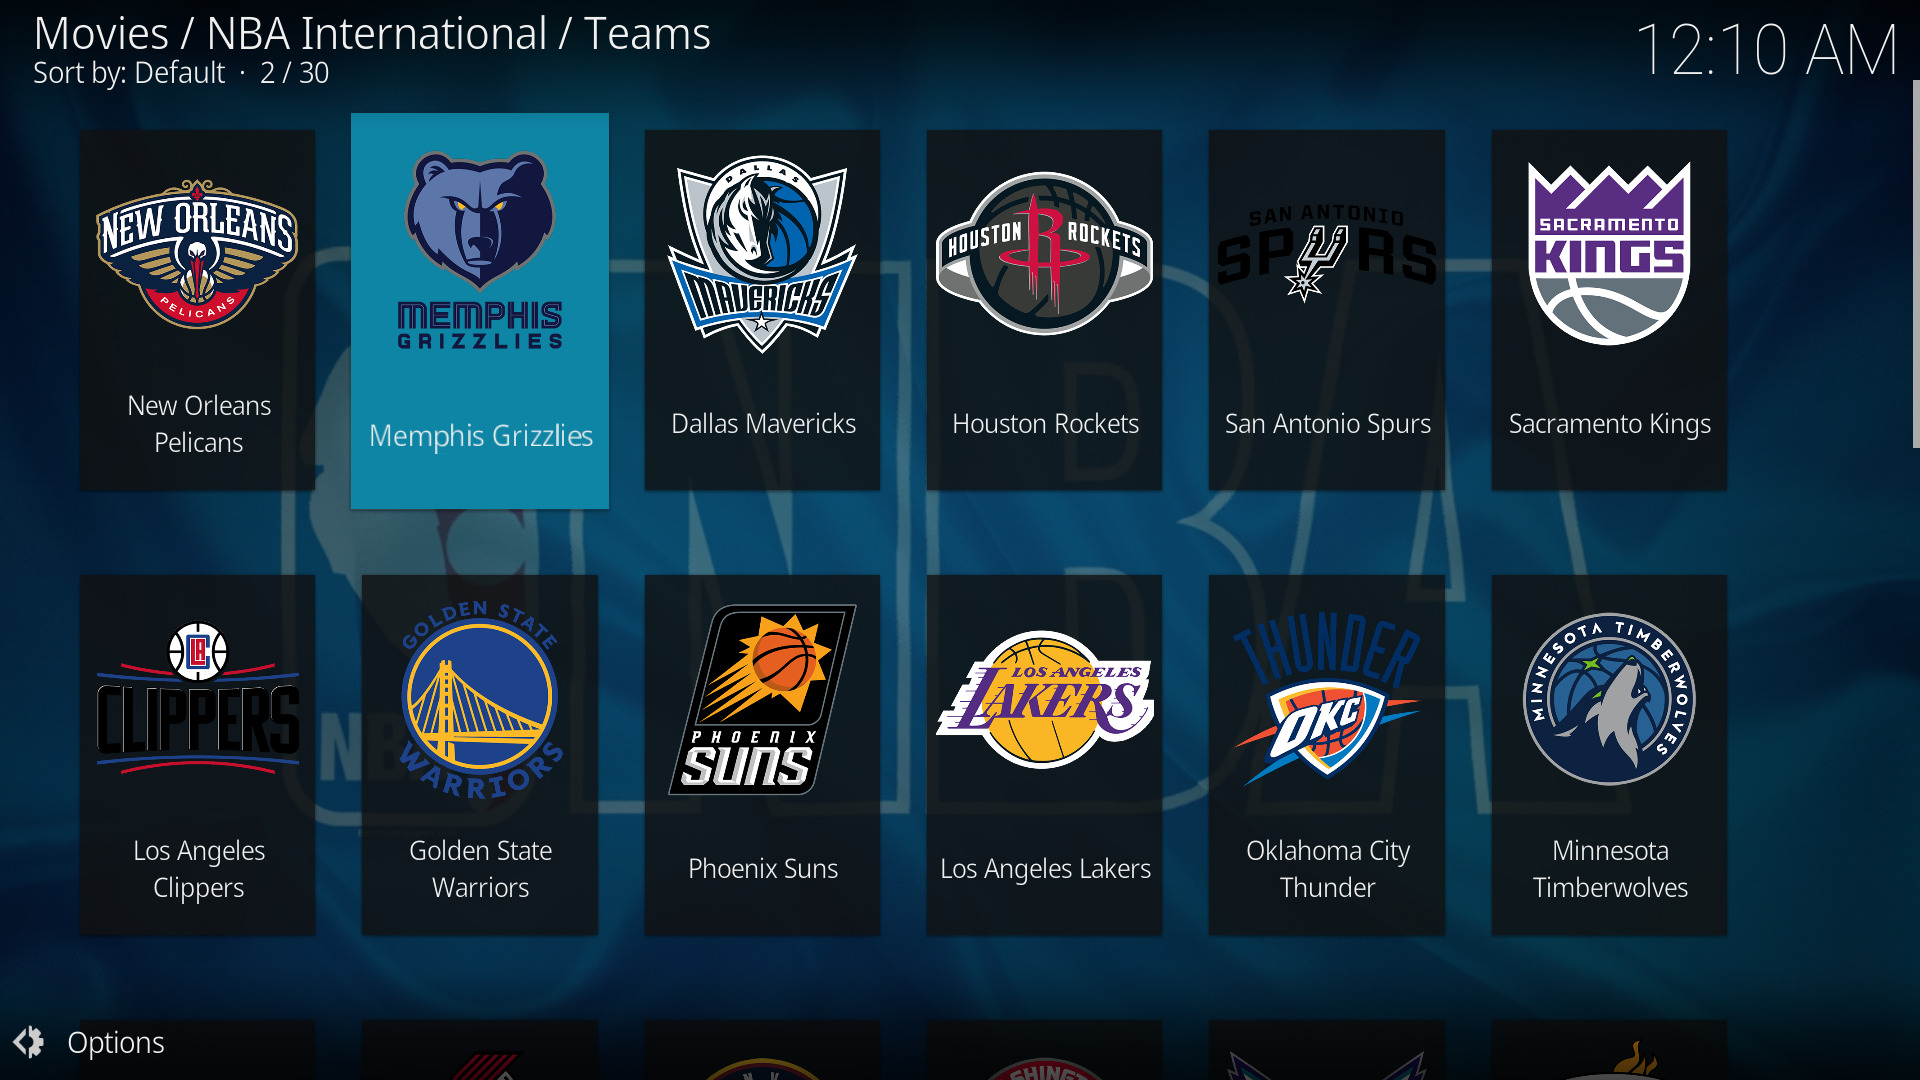 Movies / NBA International / Teams
12:10 AM
Sort by: Default · 2 / 30
NEW ORLEANS
PELICANS
New Orleans
Pelicans
MEMPHIS
GRIZZLIES
Memphis Grizzlies
DALLAS
MAVERICKS
Dallas Mavericks
HOUSTON R ROCKETS
Houston Rockets
SAN ANTONIO
SPURS
San Antonio Spurs
SACRAMENTO
KINGS
Sacramento Kings
NBA
LA
CLIPPERS
Los Angeles
Clippers
GOLDEN STATE
WARRIORS
Golden State
Warriors
PHOENIX
SUNS
Phoenix Suns
LOS ANGELES
LAKERS
Los Angeles Lakers
THUNDER
OKC
Oklahoma City
Thunder
MINNESOTA TIMBERWOLVES
Minnesota
Timberwolves
Options